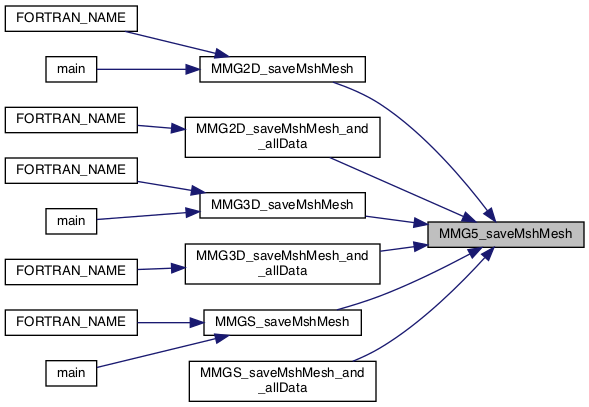 FORTRAN_NAME
main
MMG2D_saveMshMesh
FORTRAN_NAME
MMG2D_saveMshMesh_and
_allData
FORTRAN_NAME
main
MMG3D_saveMshMesh
MMG5_saveMshMesh
FORTRAN_NAME
MMG3D_saveMshMesh_and
_allData
FORTRAN_NAME
main
MMGS_saveMshMesh
MMGS_saveMshMesh_and
_allData